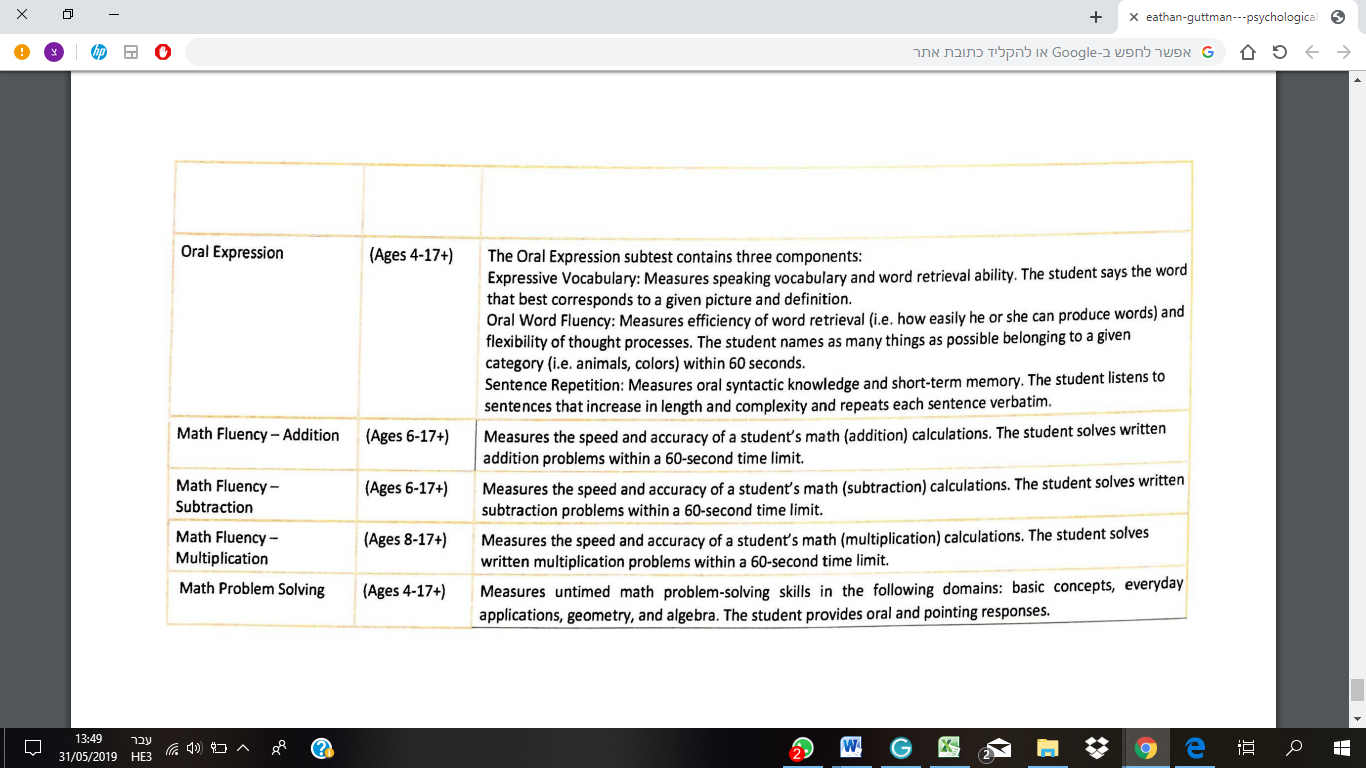 eathan-guttman---psychological
אפשר לחפש ב-Google או להקליד כתובת אתר
Oral Expression
(Ages 4-17+)
The Oral Expression subtest contains three components:
Expressive Vocabulary: Measures speaking vocabulary and word retrieval ability. The student says the word
that best corresponds to a given picture and definition.
Oral Word Fluency: Measures efficiency of word retrieval (i.e. how easily he or she can produce words) and
flexibility of thought processes. The student names as many things as possible belonging to a given
category (i.e. animals, colors) within 60 seconds.
Sentence Repetition: Measures oral syntactic knowledge and short-term memory. The student listens to
sentences that increase in length and complexity and repeats each sentence verbatim.
Math Fluency – Addition
(Ages 6-17+)
Measures the speed and accuracy of a student's math (addition) calculations. The student solves written
addition problems within a 60-second time limit.
Math Fluency –
Subtraction
(Ages 6-17+)
Measures the speed and accuracy of a student's math (subtraction) calculations. The student solves written
subtraction problems within a 60-second time limit.
Math Fluency –
Multiplication
(Ages 8-17+)
Measures the speed and accuracy of a student's math (multiplication) calculations. The student solves
written multiplication problems within a 60-second time limit.
Math Problem Solving
(Ages 4-17+)
Measures untimed math problem-solving skills in the following domains: basic concepts, everyday
applications, geometry, and algebra. The student provides oral and pointing responses.
13:49
31/05/2019
עבר
HE3
2
2